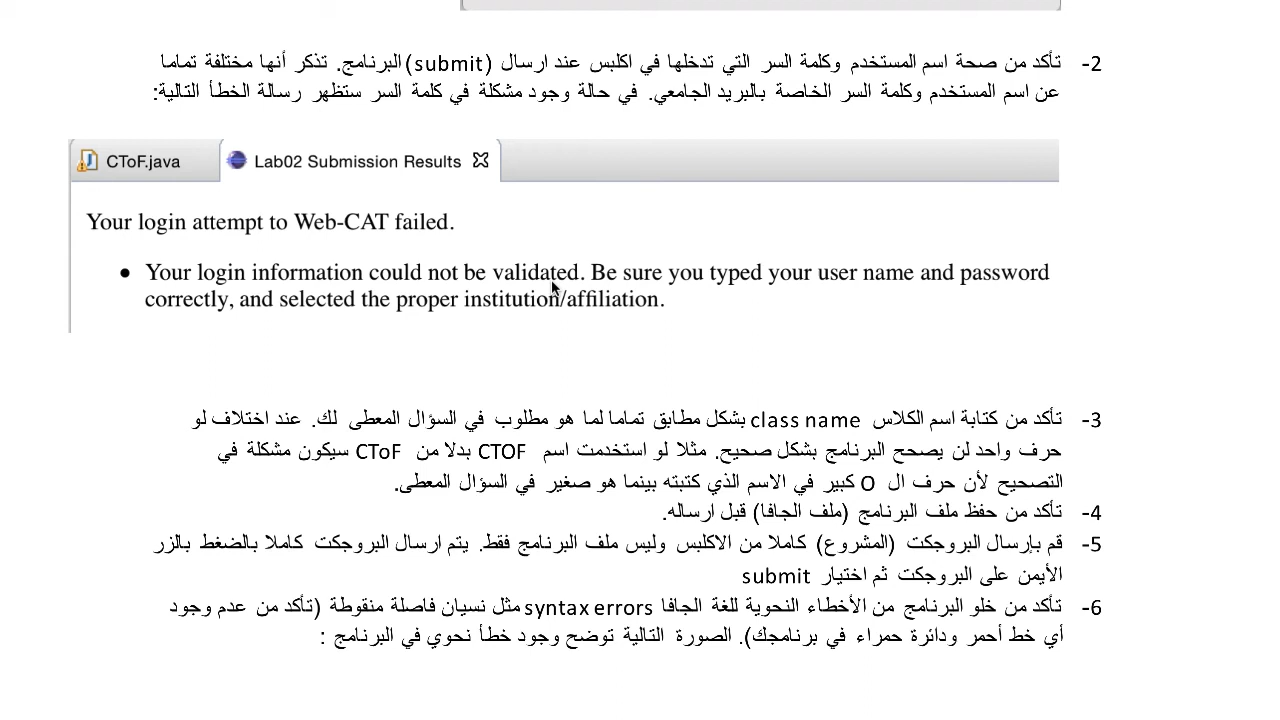 2- تأكد من صحة اسم المستخدم وكلمة السر التي تدخلها في اكلبس عند ارسال (submit) البرنامج. تذكر أنها مختلفة تماما
عن اسم المستخدم وكلمة السر الخاصة بالبريد الجامعي. في حالة وجود مشكلة في كلمة السر ستظهر رسالة الخطأ التالية:
CToF.java Lab02 Submission Results
Your login attempt to Web-CAT failed.
• Your login information could not be validated. Be sure you typed your user name and password
correctly, and selected the proper institution/affiliation.
3- تأكد من كتابة اسم الكلاس class name بشكل مطابق تماما لما هو مطلوب في السؤال المعطى لك. عند اختلاف لو
حرف واحد لن يصحح البرنامج بشكل صحيح. مثلا لو استخدمت اسم CTOF بدلا من CToF سيكون مشكلة في
التصحيح لأن حرف ال O كبير في الاسم الذي كتبته بينما هو صغير في السؤال المعطى.
4- تأكد من حفظ ملف البرنامج (ملف الجافا) قبل ارساله.
5- قم بإرسال البروجكت (المشروع) كاملا من الاكلبس وليس ملف البرنامج فقط. يتم ارسال البروجكت كاملا بالضغط بالزر
الأيمن على البروجكت ثم اختيار submit
6- تأكد من خلو البرنامج من الأخطاء النحوية للغة الجافا syntax errors مثل نسيان فاصلة منقوطة (تأكد من عدم وجود
أي خط أحمر ودائرة حمراء في برنامجك). الصورة التالية توضح وجود خطأ نحوي في البرنامج :